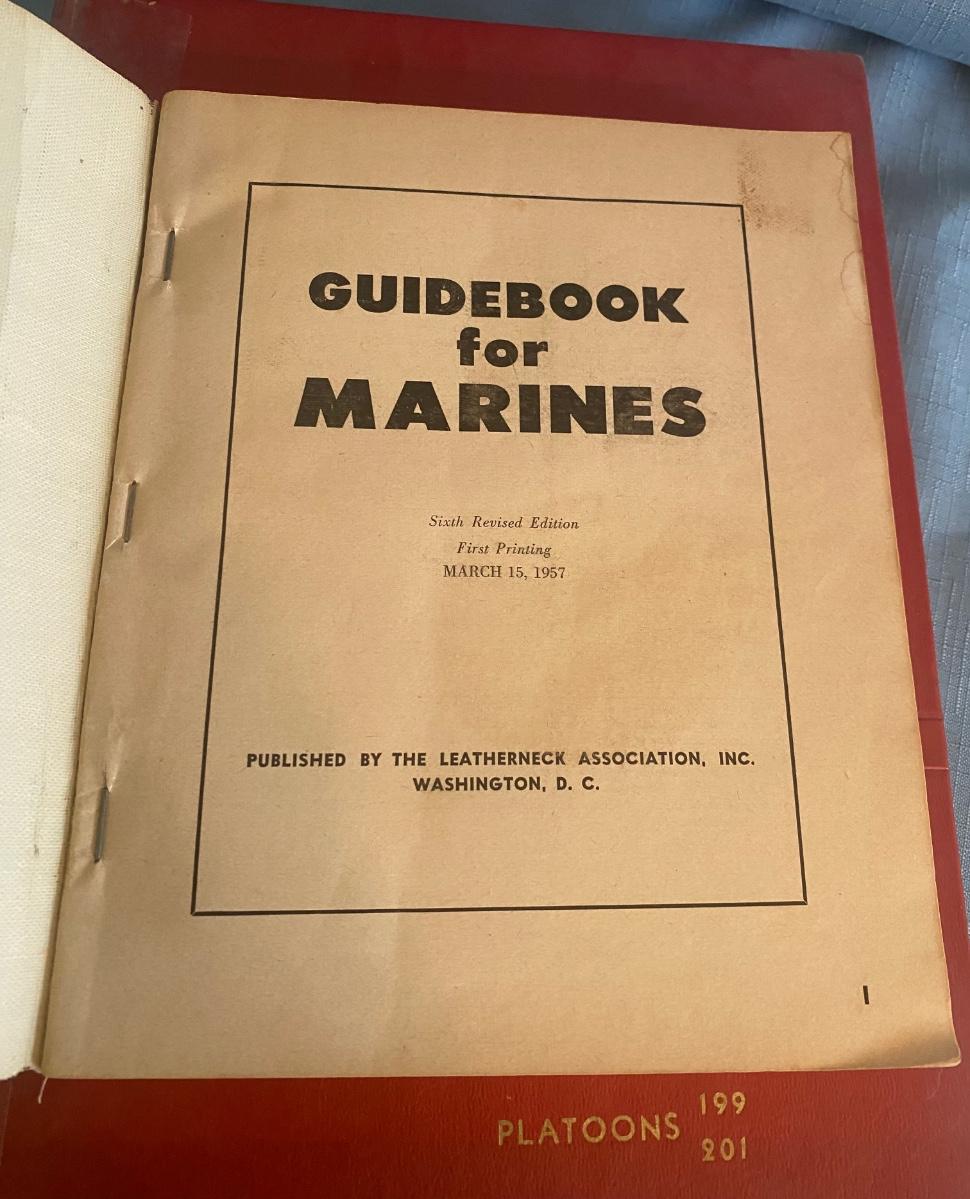 GUIDEBOOK
for
MARINES
Sixth Revised Edition
First Printing
MARCH 15, 1957
PUBLISHED BY THE LEATHERNECK ASSOCIATION, INC.
WASHINGTON, D. C.
I
PLATOONS 199
201